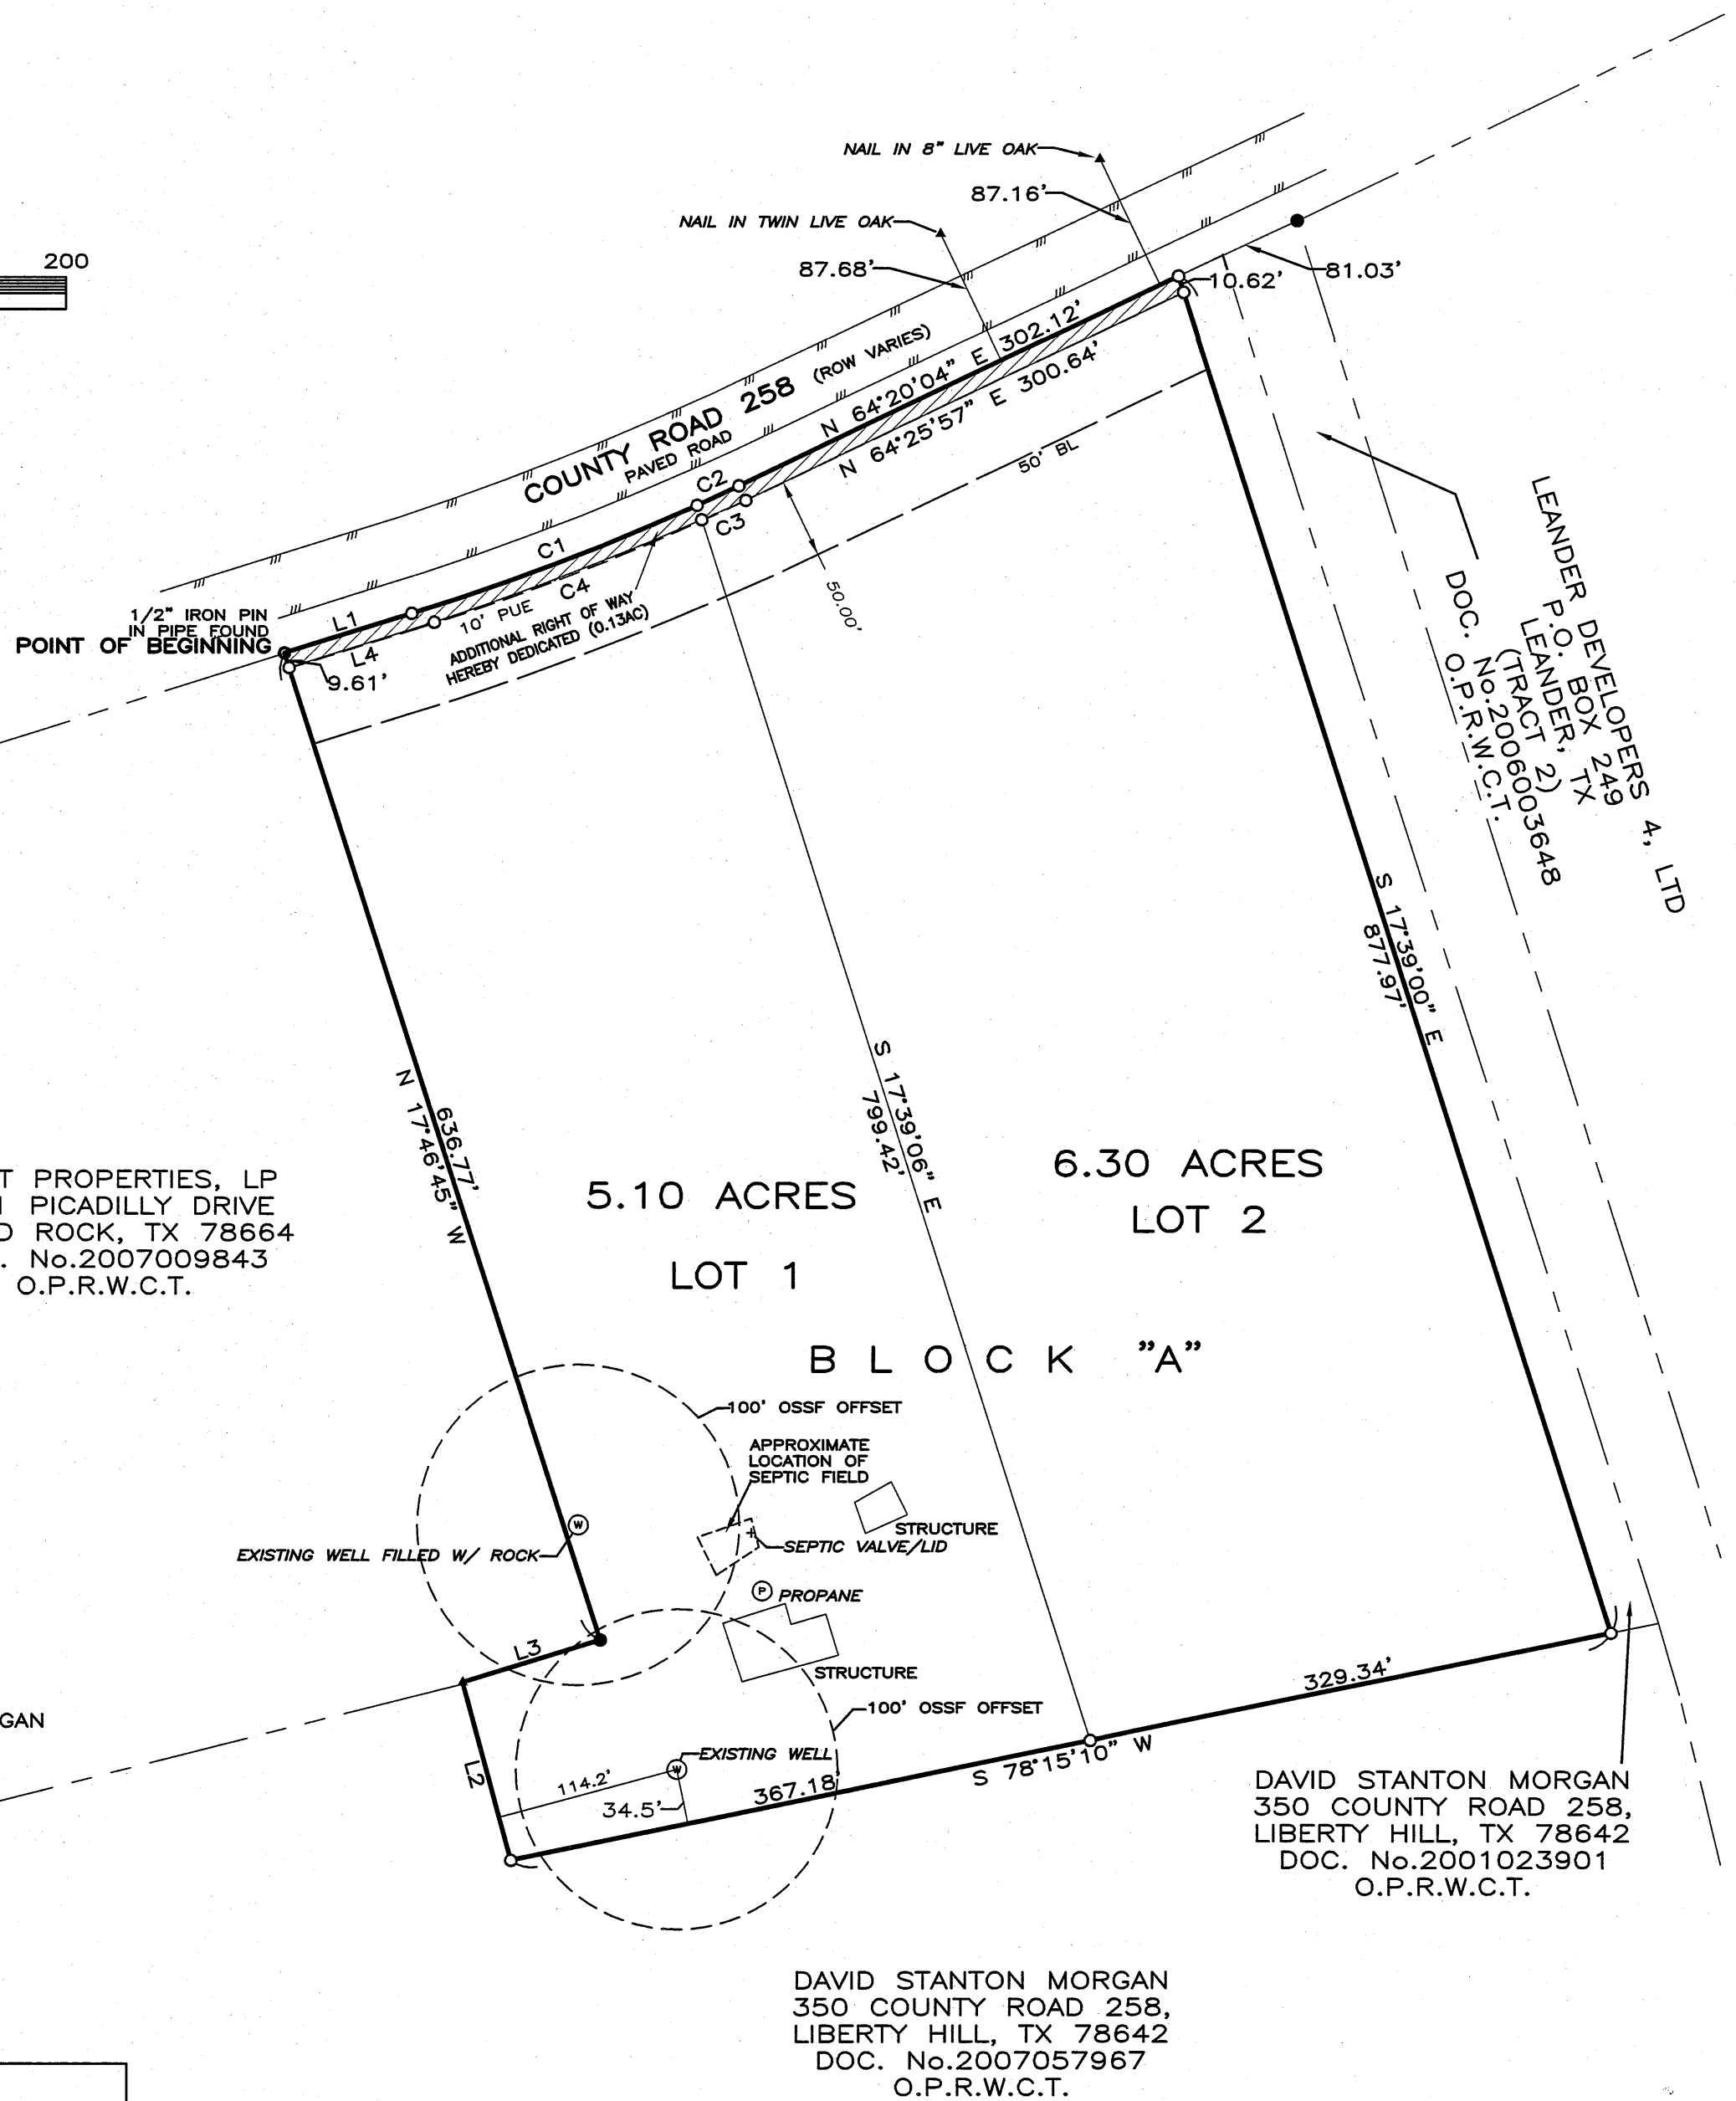 200
NAIL IN 8" LIVE OAK
87.16'
NAIL IN TWIN LIVE OAK
87.68'
81.03'
10.62'
COUNTY ROAD 258 (ROW VARIES)
PAVED ROAD
N 64°20'04" E 302.12'
N 64°25'57" E 300.64'
50' BL
C2
C3
C1
C4
10' PUE
L1
L4
1/2" IRON PIN
IN PIPE FOUND
POINT OF BEGINNING
9.61'
ADDITIONAL RIGHT OF WAY
HEREBY DEDICATED (0.13AC)
50.00'
LEANDER DEVELOPERS 4, LTD
P.O. BOX 249
LEANDER, TX
(TRACT 2)
DOC. No.2006003648
O.P.R.W.C.T.
S 17°39'00" E
877.97'
S 17°39'06" E
799.42'
636.77'
N 17°46'45" W
T PROPERTIES, LP
PICADILLY DRIVE
D ROCK, TX 78664
. No.2007009843
O.P.R.W.C.T.
5.10 ACRES
LOT 1
6.30 ACRES
LOT 2
BLOCK "A"
100' OSSF OFFSET
APPROXIMATE
LOCATION OF
SEPTIC FIELD
STRUCTURE
SEPTIC VALVE/LID
W
EXISTING WELL FILLED W/ ROCK
P PROPANE
STRUCTURE
L3
100' OSSF OFFSET
GAN
L2
EXISTING WELL
W
114.2'
34.5'
367.18'
S 78°15'10" W
329.34'
DAVID STANTON MORGAN
350 COUNTY ROAD 258,
LIBERTY HILL, TX 78642
DOC. No.2001023901
O.P.R.W.C.T.
DAVID STANTON MORGAN
350 COUNTY ROAD 258,
LIBERTY HILL, TX 78642
DOC. No.2007057967
O.P.R.W.C.T.